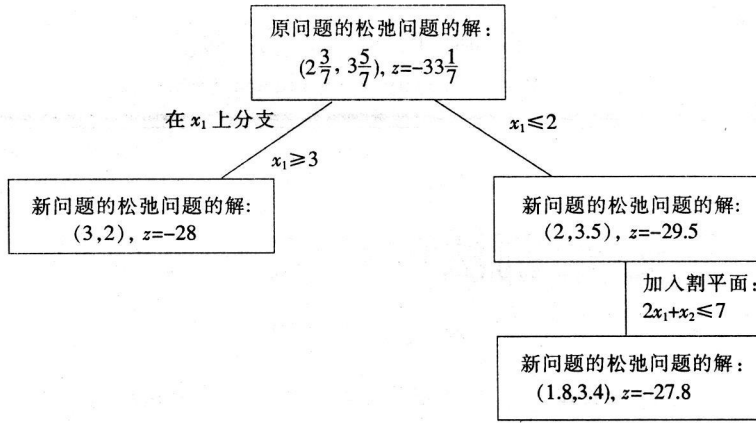 原问题的松弛问题的解：
(2 3/7, 3 5/7), z=-33 1/7
在 x₁ 上分支
x₁≥3
x₁≤2
新问题的松弛问题的解:
(3,2), z=-28
新问题的松弛问题的解:
(2,3.5), z=-29.5
加入割平面：
2x₁+x₂≤7
新问题的松弛问题的解：
(1.8,3.4), z=-27.8